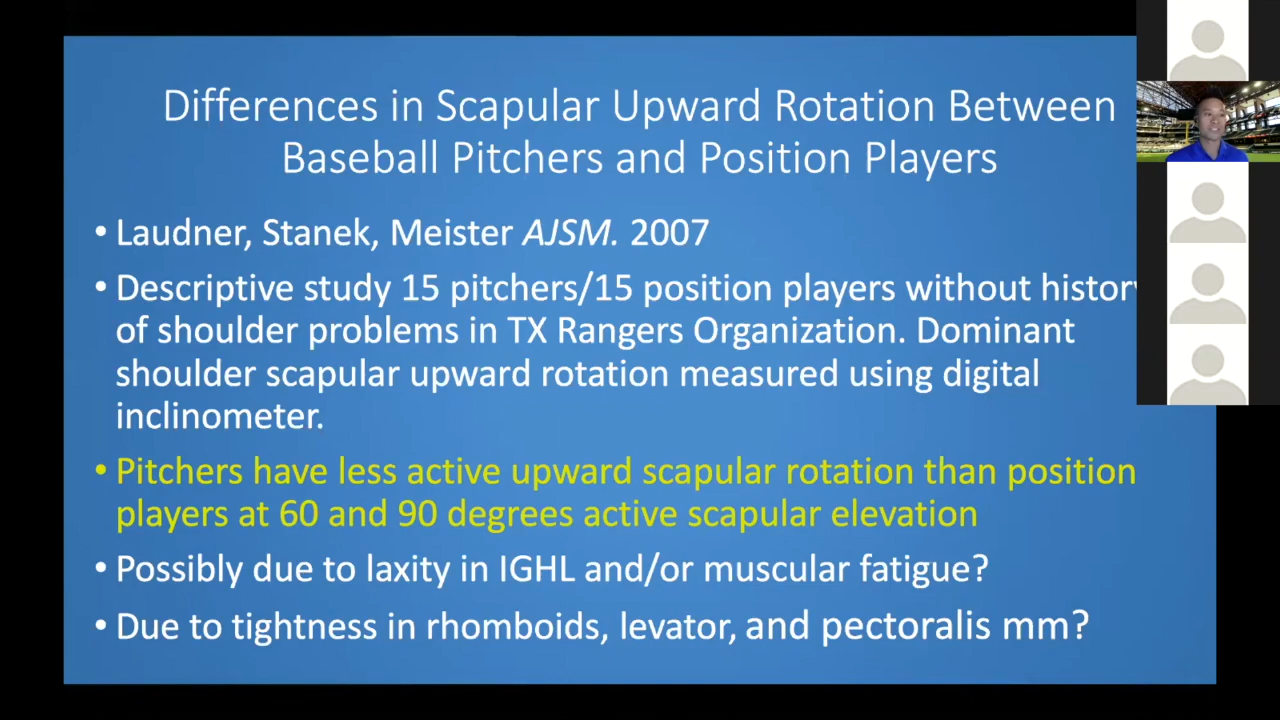 Differences in Scapular Upward Rotation Between
Baseball Pitchers and Position Players
• Laudner, Stanek, Meister AJSM. 2007
• Descriptive study 15 pitchers/15 position players without history
of shoulder problems in TX Rangers Organization. Dominant
shoulder scapular upward rotation measured using digital
inclinometer.
• Pitchers have less active upward scapular rotation than position
players at 60 and 90 degrees active scapular elevation
• Possibly due to laxity in IGHL and/or muscular fatigue?
• Due to tightness in rhomboids, levator, and pectoralis mm?